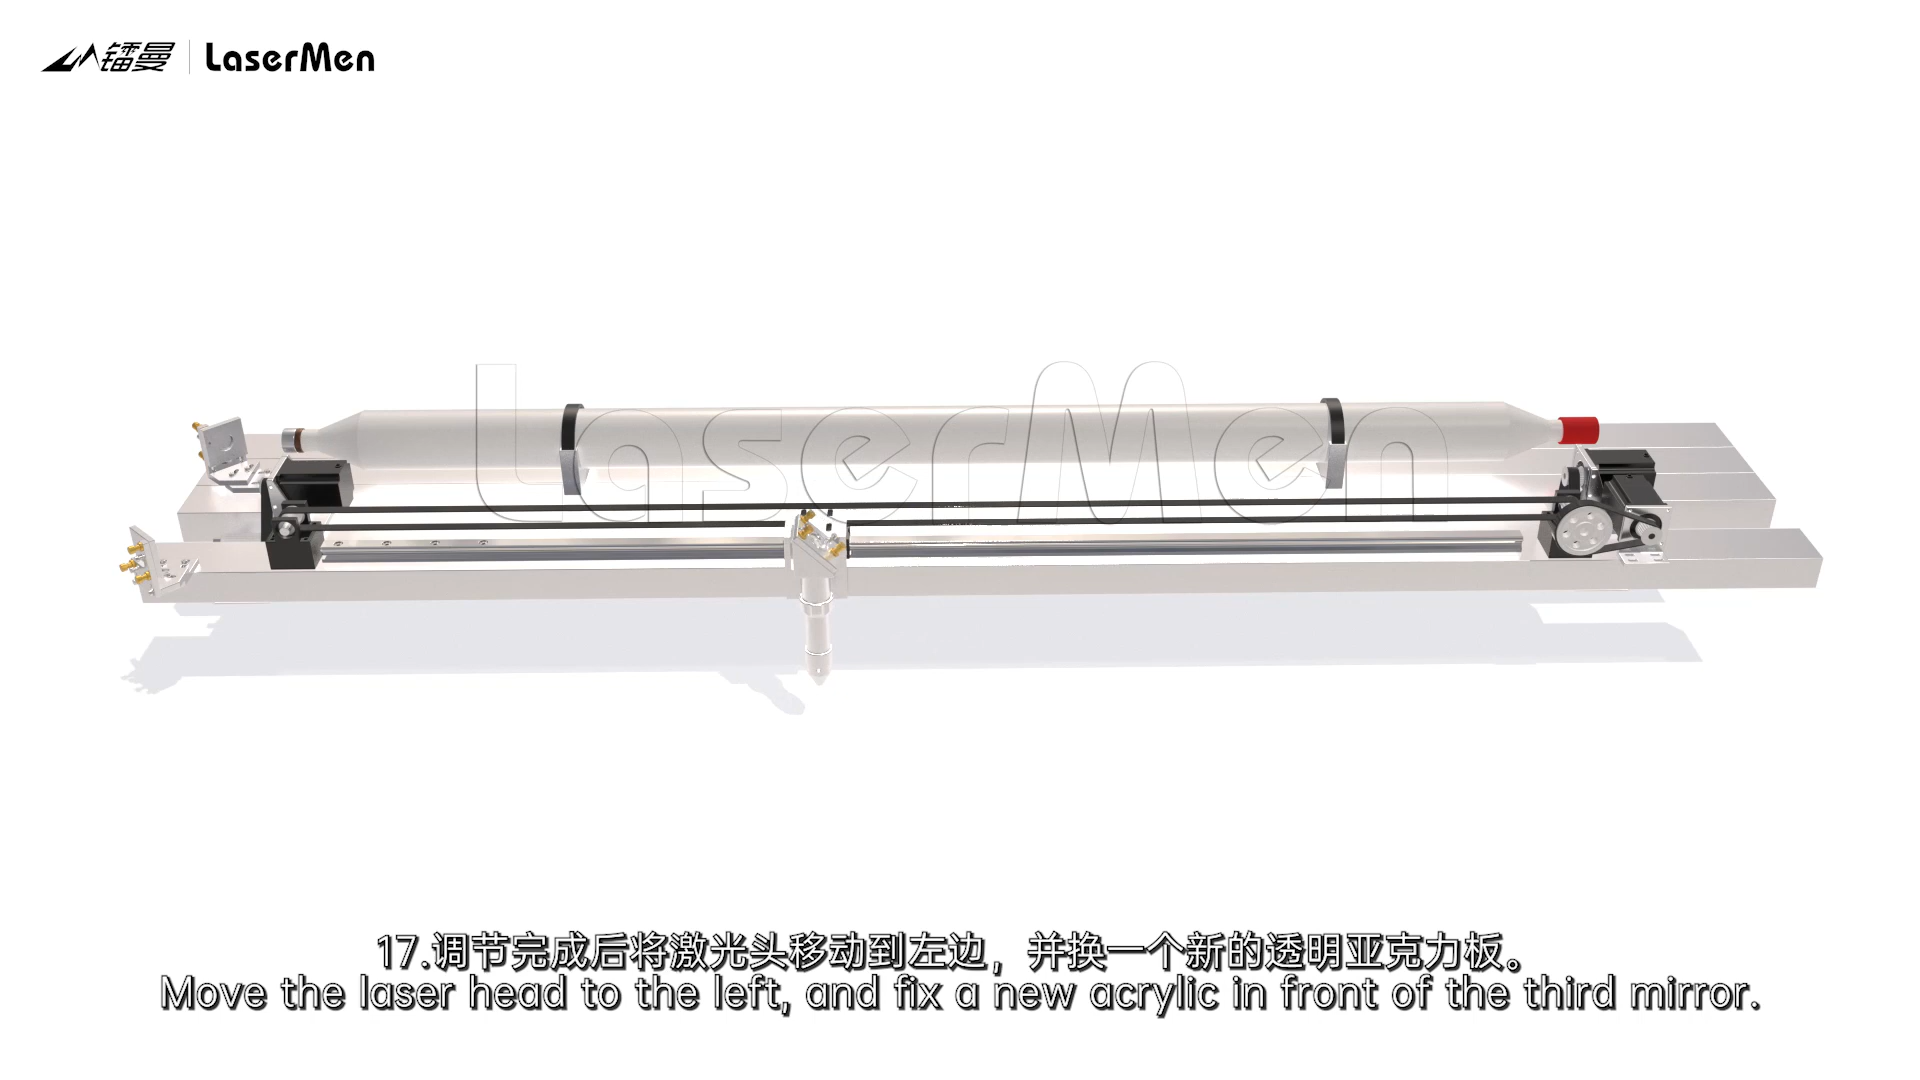 镭曼 LaserMen
LaserMen
17.调节完成后将激光头移动到左边，并换一个新的透明亚克力板。
Move the laser head to the left, and fix a new acrylic in front of the third mirror.